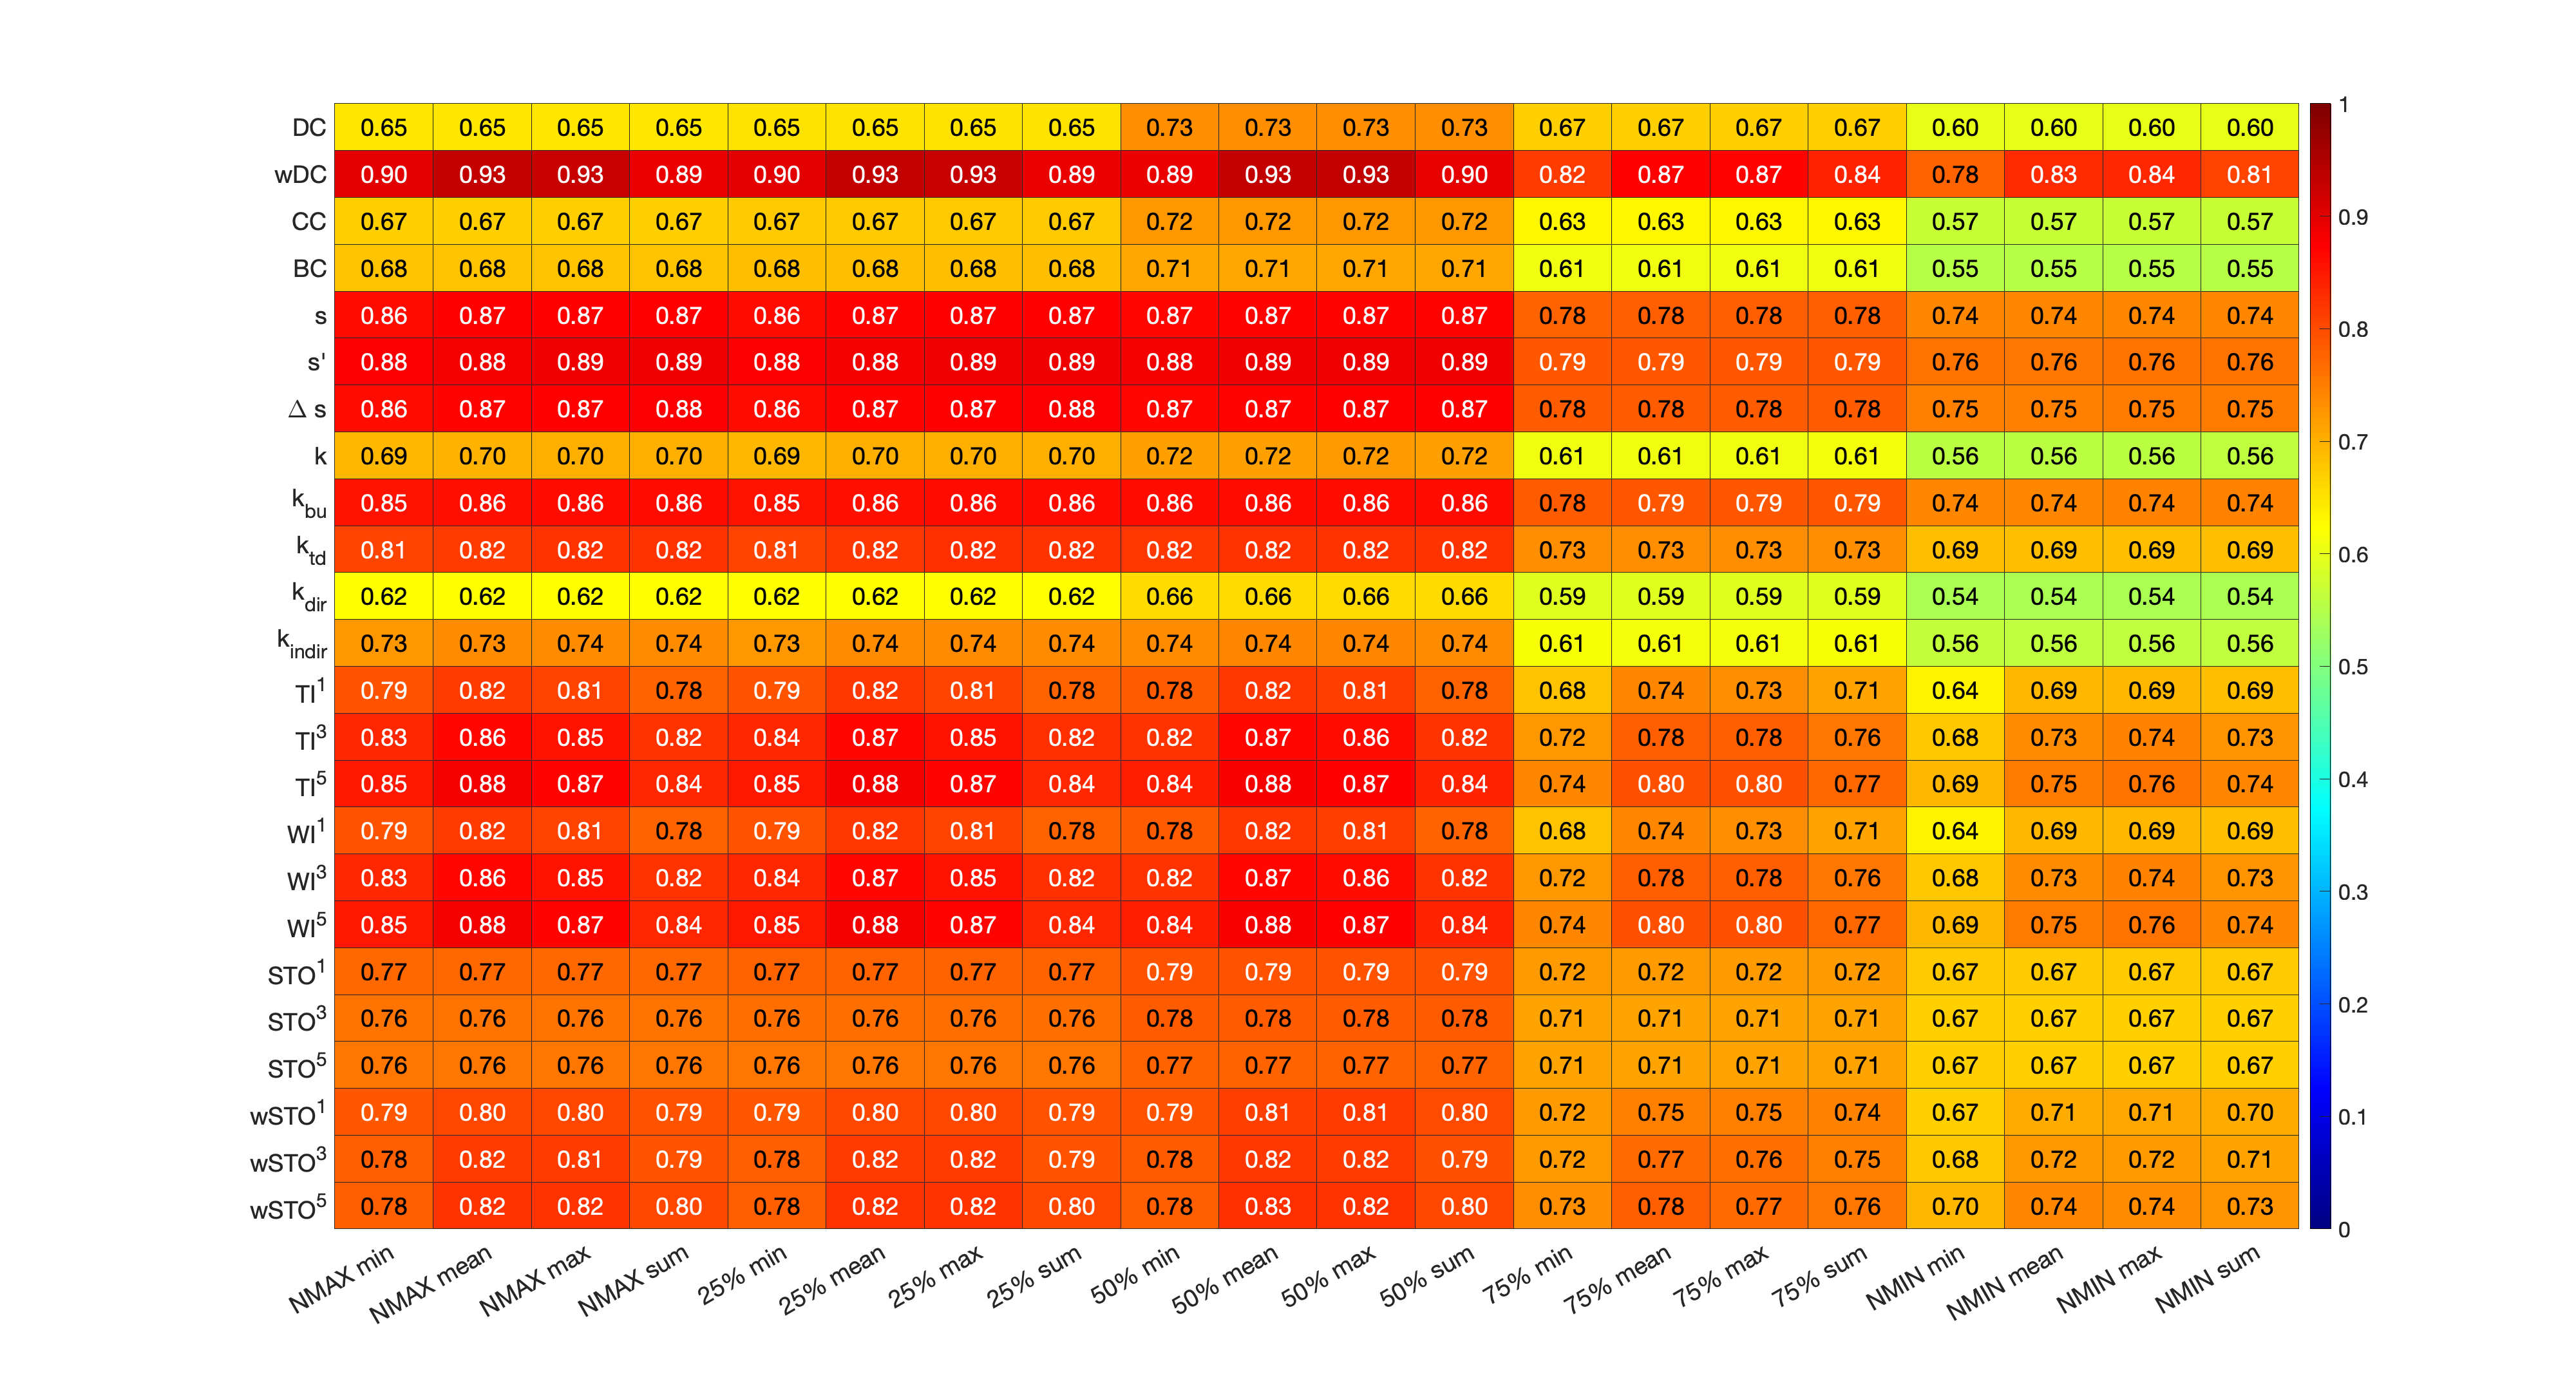 DC 0.65 0.65 0.65 0.65 0.65 0.65 0.65 0.65 0.73 0.73 0.73 0.73 0.67 0.67 0.67 0.67 0.60 0.60 0.60 0.60
wDC 0.90 0.93 0.93 0.89 0.90 0.93 0.93 0.89 0.89 0.93 0.93 0.90 0.82 0.87 0.87 0.84 0.78 0.83 0.84 0.81
CC 0.67 0.67 0.67 0.67 0.67 0.67 0.67 0.67 0.72 0.72 0.72 0.72 0.63 0.63 0.63 0.63 0.57 0.57 0.57 0.57
BC 0.68 0.68 0.68 0.68 0.68 0.68 0.68 0.68 0.71 0.71 0.71 0.71 0.61 0.61 0.61 0.61 0.55 0.55 0.55 0.55
s 0.86 0.87 0.87 0.87 0.86 0.87 0.87 0.87 0.87 0.87 0.87 0.87 0.78 0.78 0.78 0.78 0.74 0.74 0.74 0.74
s' 0.88 0.88 0.89 0.89 0.88 0.88 0.89 0.89 0.88 0.89 0.89 0.89 0.79 0.79 0.79 0.79 0.76 0.76 0.76 0.76
Δ s 0.86 0.87 0.87 0.88 0.86 0.87 0.87 0.88 0.87 0.87 0.87 0.87 0.78 0.78 0.78 0.78 0.75 0.75 0.75 0.75
k 0.69 0.70 0.70 0.70 0.69 0.70 0.70 0.70 0.72 0.72 0.72 0.72 0.61 0.61 0.61 0.61 0.56 0.56 0.56 0.56
k_bu 0.85 0.86 0.86 0.86 0.85 0.86 0.86 0.86 0.86 0.86 0.86 0.86 0.78 0.79 0.79 0.79 0.74 0.74 0.74 0.74
k_td 0.81 0.82 0.82 0.82 0.81 0.82 0.82 0.82 0.82 0.82 0.82 0.82 0.73 0.73 0.73 0.73 0.69 0.69 0.69 0.69
k_dir 0.62 0.62 0.62 0.62 0.62 0.62 0.62 0.62 0.66 0.66 0.66 0.66 0.59 0.59 0.59 0.59 0.54 0.54 0.54 0.54
k_indir 0.73 0.73 0.74 0.74 0.73 0.74 0.74 0.74 0.74 0.74 0.74 0.74 0.61 0.61 0.61 0.61 0.56 0.56 0.56 0.56
TI¹ 0.79 0.82 0.81 0.78 0.79 0.82 0.81 0.78 0.78 0.82 0.81 0.78 0.68 0.74 0.73 0.71 0.64 0.69 0.69 0.69
TI³ 0.83 0.86 0.85 0.82 0.84 0.87 0.85 0.82 0.82 0.87 0.86 0.82 0.72 0.78 0.78 0.76 0.68 0.73 0.74 0.73
TI⁵ 0.85 0.88 0.87 0.84 0.85 0.88 0.87 0.84 0.84 0.88 0.87 0.84 0.74 0.80 0.80 0.77 0.69 0.75 0.76 0.74
WI¹ 0.79 0.82 0.81 0.78 0.79 0.82 0.81 0.78 0.78 0.82 0.81 0.78 0.68 0.74 0.73 0.71 0.64 0.69 0.69 0.69
WI³ 0.83 0.86 0.85 0.82 0.84 0.87 0.85 0.82 0.82 0.87 0.86 0.82 0.72 0.78 0.78 0.76 0.68 0.73 0.74 0.73
WI⁵ 0.85 0.88 0.87 0.84 0.85 0.88 0.87 0.84 0.84 0.88 0.87 0.84 0.74 0.80 0.80 0.77 0.69 0.75 0.76 0.74
STO¹ 0.77 0.77 0.77 0.77 0.77 0.77 0.77 0.77 0.79 0.79 0.79 0.79 0.72 0.72 0.72 0.72 0.67 0.67 0.67 0.67
STO³ 0.76 0.76 0.76 0.76 0.76 0.76 0.76 0.76 0.78 0.78 0.78 0.78 0.71 0.71 0.71 0.71 0.67 0.67 0.67 0.67
STO⁵ 0.76 0.76 0.76 0.76 0.76 0.76 0.76 0.76 0.77 0.77 0.77 0.77 0.71 0.71 0.71 0.71 0.67 0.67 0.67 0.67
wSTO¹ 0.79 0.80 0.80 0.79 0.79 0.80 0.80 0.79 0.79 0.81 0.81 0.80 0.72 0.75 0.75 0.74 0.67 0.71 0.71 0.70
wSTO³ 0.78 0.82 0.81 0.79 0.78 0.82 0.82 0.79 0.78 0.82 0.82 0.79 0.72 0.77 0.76 0.75 0.68 0.72 0.72 0.71
wSTO⁵ 0.78 0.82 0.82 0.80 0.78 0.82 0.82 0.80 0.78 0.83 0.82 0.80 0.73 0.78 0.77 0.76 0.70 0.74 0.74 0.73
NMAX min
NMAX mean
NMAX max
NMAX sum
25% min
25% mean
25% max
25% sum
50% min
50% mean
50% max
50% sum
75% min
75% mean
75% max
75% sum
NMIN min
NMIN mean
NMIN max
NMIN sum
1
0.9
0.8
0.7
0.6
0.5
0.4
0.3
0.2
0.1
0